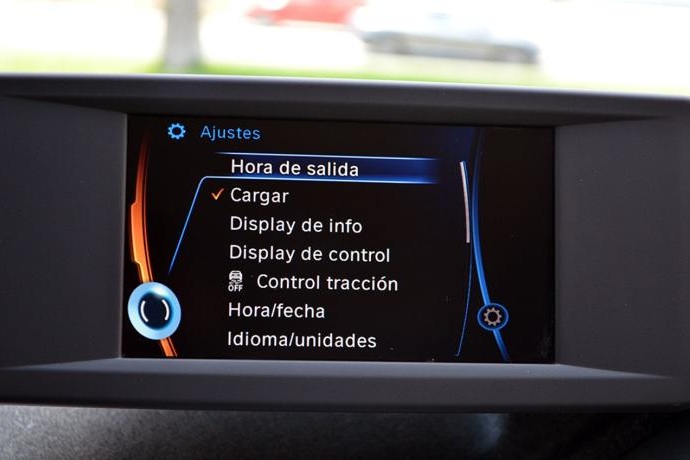 Ajustes
Hora de salida
Cargar
Display de info
Display de control
OFF Control tracción
Hora/fecha
Idioma/unidades